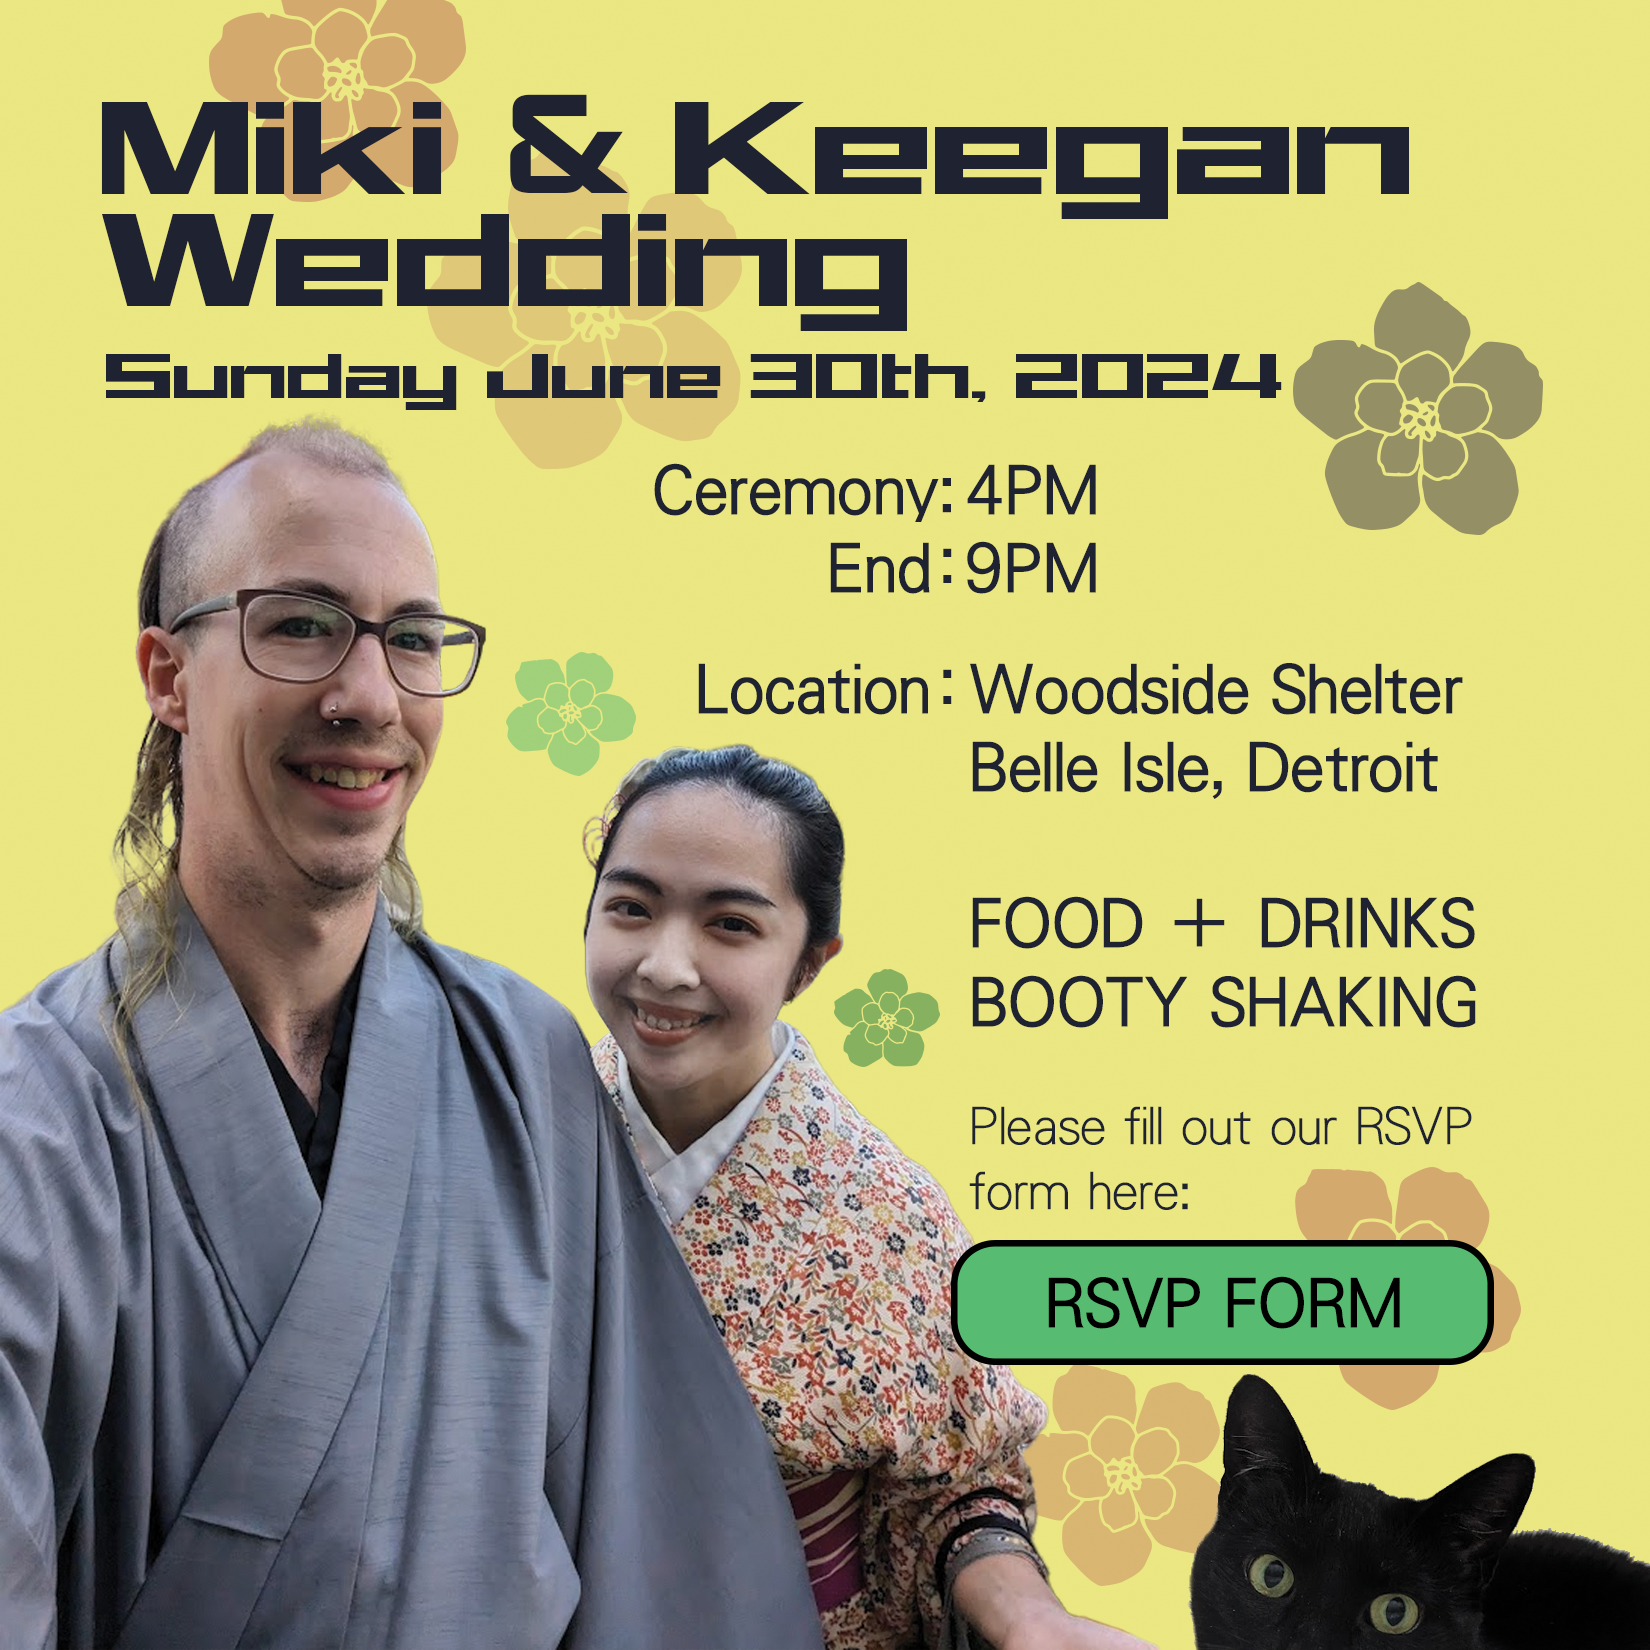 Miki & Keegan
Wedding
Sunday June 30th, 2024
Ceremony: 4PM
End: 9PM
Location: Woodside Shelter
Belle Isle, Detroit
FOOD + DRINKS
BOOTY SHAKING
Please fill out our RSVP
form here:
RSVP FORM